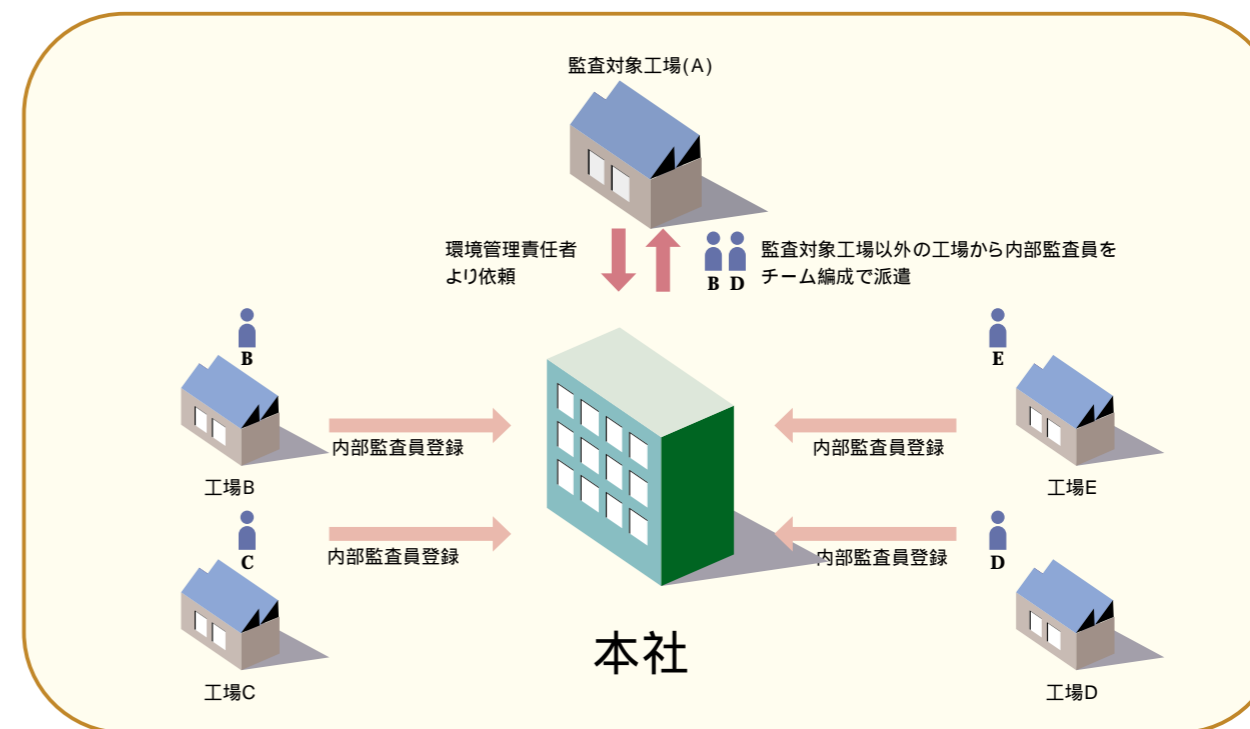 監査対象工場(A)
環境管理責任者
より依頼
監査対象工場以外の工場から内部監査員を
チーム編成で派遣
B D
B
E
内部監査員登録
内部監査員登録
工場B
工場E
C
D
内部監査員登録
内部監査員登録
工場C
工場D
本社